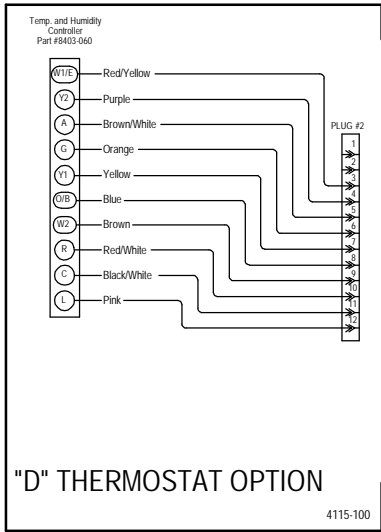 Temp. and Humidity
Controller
Part #8403-060
PLUG #2
W1/E Red/Yellow
Y2 Purple
A Brown/White
G Orange
Y1 Yellow
O/B Blue
W2 Brown
R Red/White
C Black/White
L Pink
1
2
3
4
5
6
7
8
9
10
11
12
"D" THERMOSTAT OPTION
4115-100